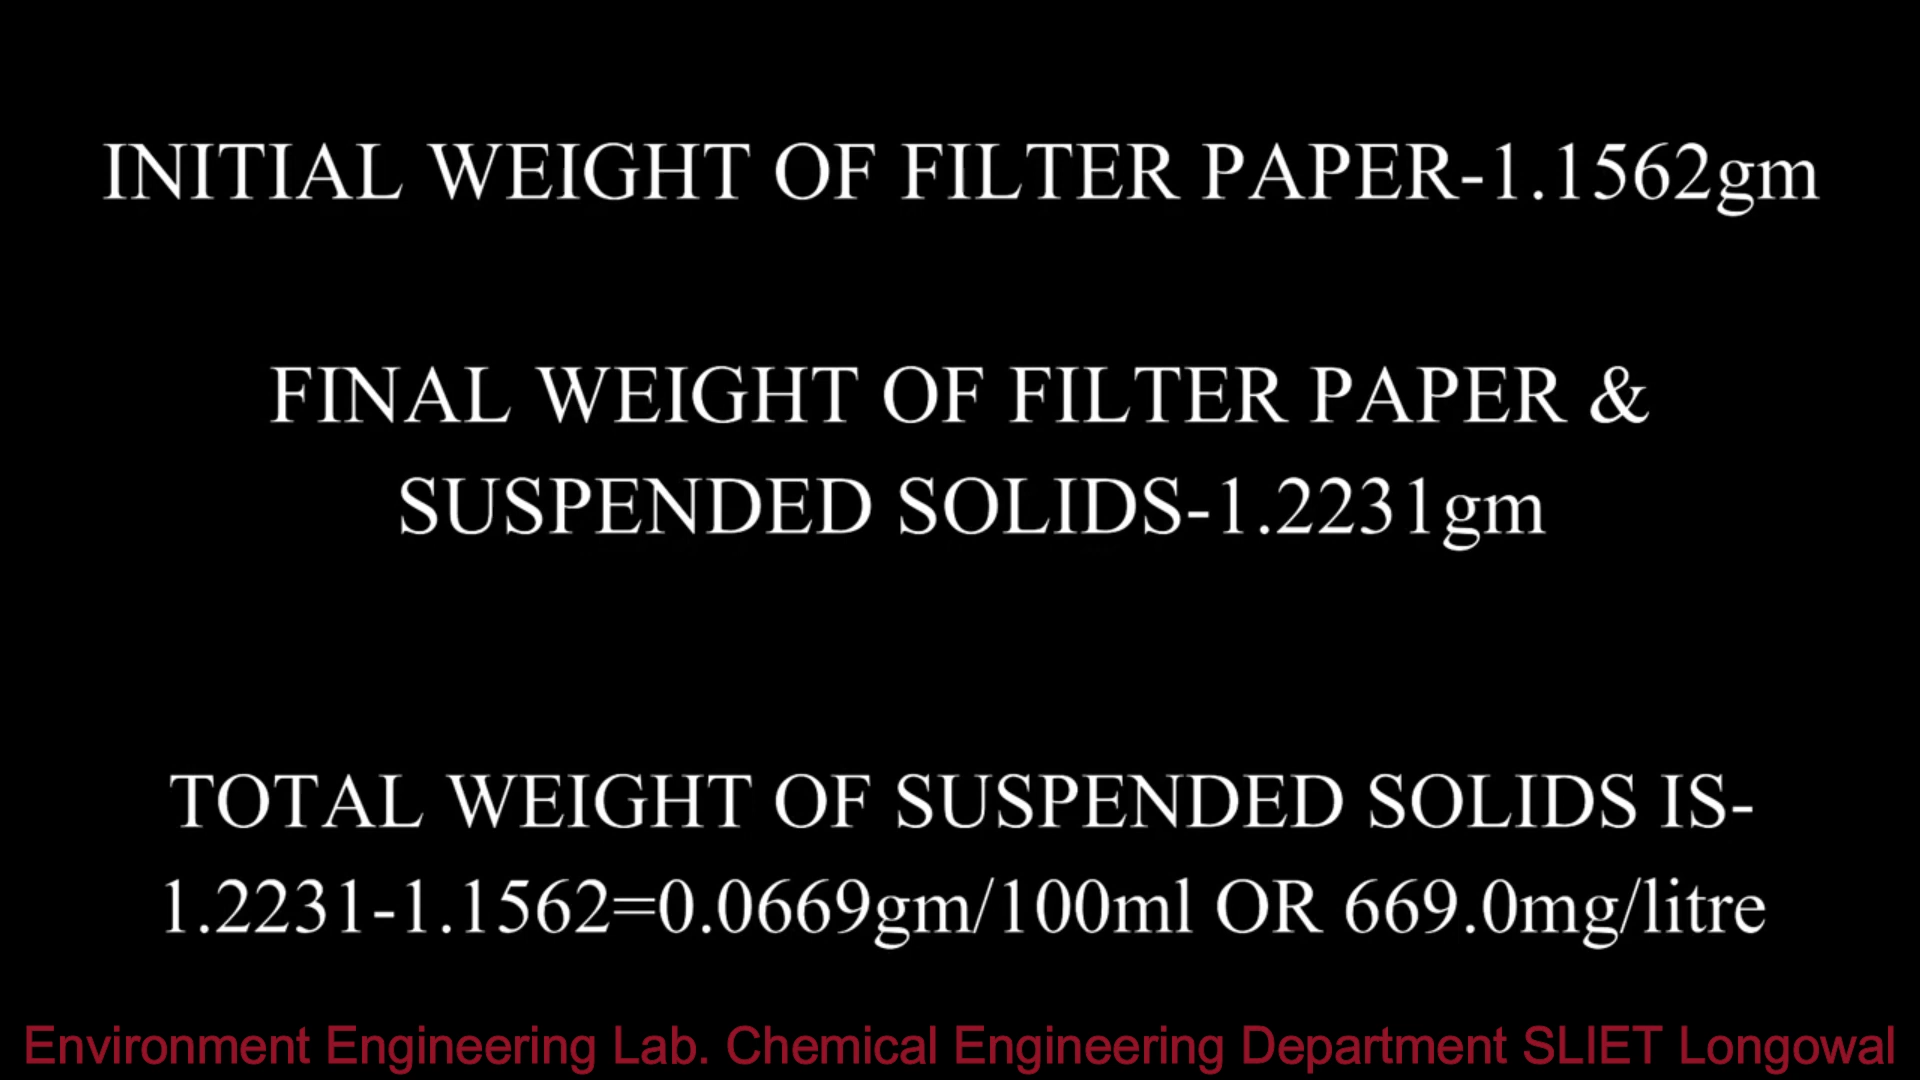 INITIAL WEIGHT OF FILTER PAPER-1.1562gm
FINAL WEIGHT OF FILTER PAPER &
SUSPENDED SOLIDS-1.2231gm
TOTAL WEIGHT OF SUSPENDED SOLIDS IS-
1.2231-1.1562=0.0669gm/100ml OR 669.0mg/litre
Environment Engineering Lab. Chemical Engineering Department SLIET Longowal